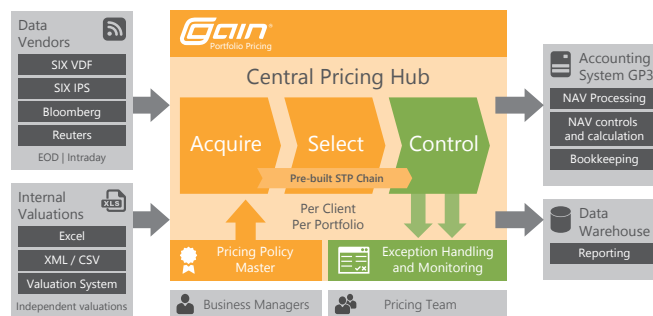 Data
Vendors
SIX VDF
SIX IPS
Bloomberg
Reuters
EOD | Intraday
Internal
Valuations
XLS
Excel
XML / CSV
Valuation System
Independent valuations
Gain®
Portfolio Pricing
Central Pricing Hub
Acquire
Select
Control
Pre-built STP Chain
Per Client
Per Portfolio
Pricing Policy
Master
Exception Handling
and Monitoring
Business Managers
Pricing Team
Accounting
System GP3
NAV Processing
NAV controls
and calculation
Bookkeeping
Data
Warehouse
Reporting